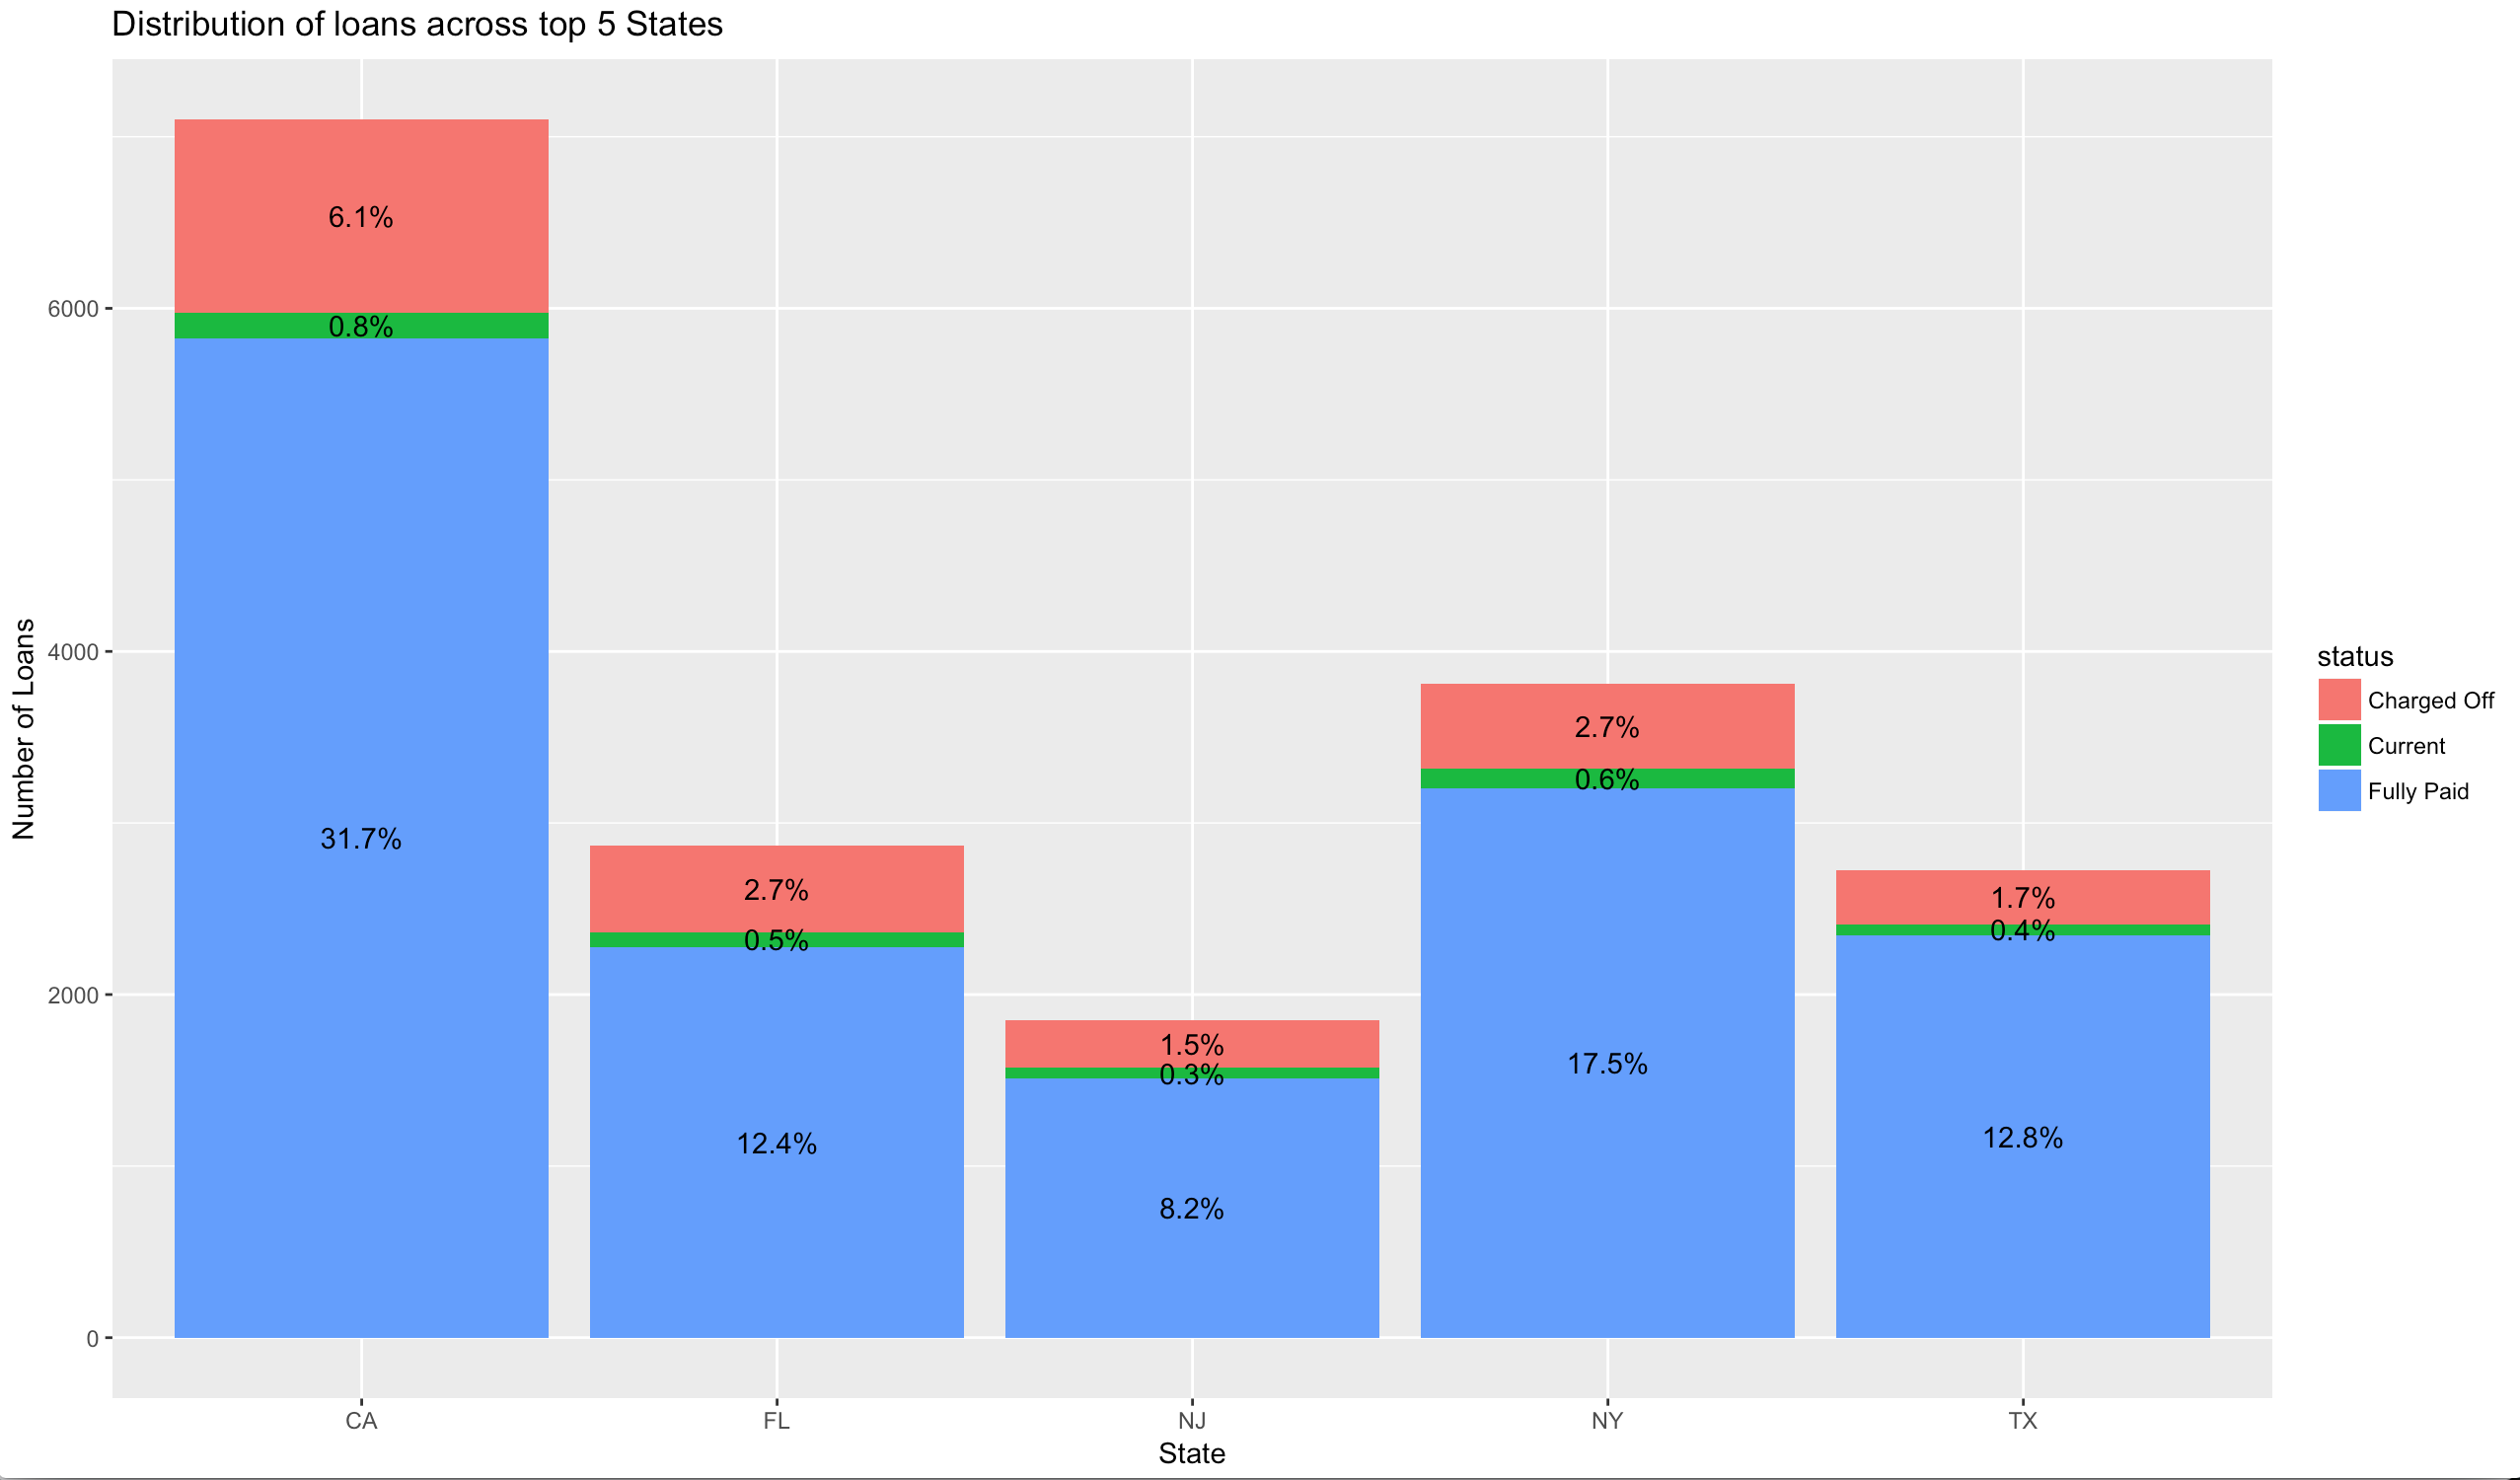 Distribution of loans across top 5 States
Number of Loans
6000
4000
2000
0
6.1%
0.8%
31.7%
2.7%
0.5%
12.4%
1.5%
0.3%
8.2%
2.7%
0.6%
17.5%
1.7%
0.4%
12.8%
CA FL NJ NY TX
State
status
Charged Off
Current
Fully Paid